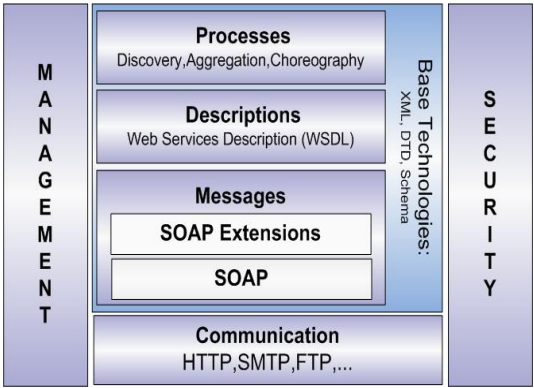 MANAGEMENT
Processes
Discovery,Aggregation,Choreography
Descriptions
Web Services Description (WSDL)
Messages
SOAP Extensions
SOAP
Base Technologies:
XML, DTD, Schema
Communication
HTTP,SMTP,FTP,...
SECURITY